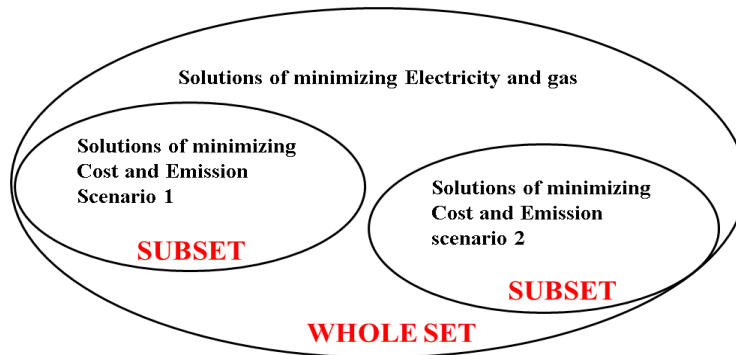 Solutions of minimizing Electricity and gas
Solutions of minimizing
Cost and Emission
Scenario 1
SUBSET
Solutions of minimizing
Cost and Emission
scenario 2
SUBSET
WHOLE SET